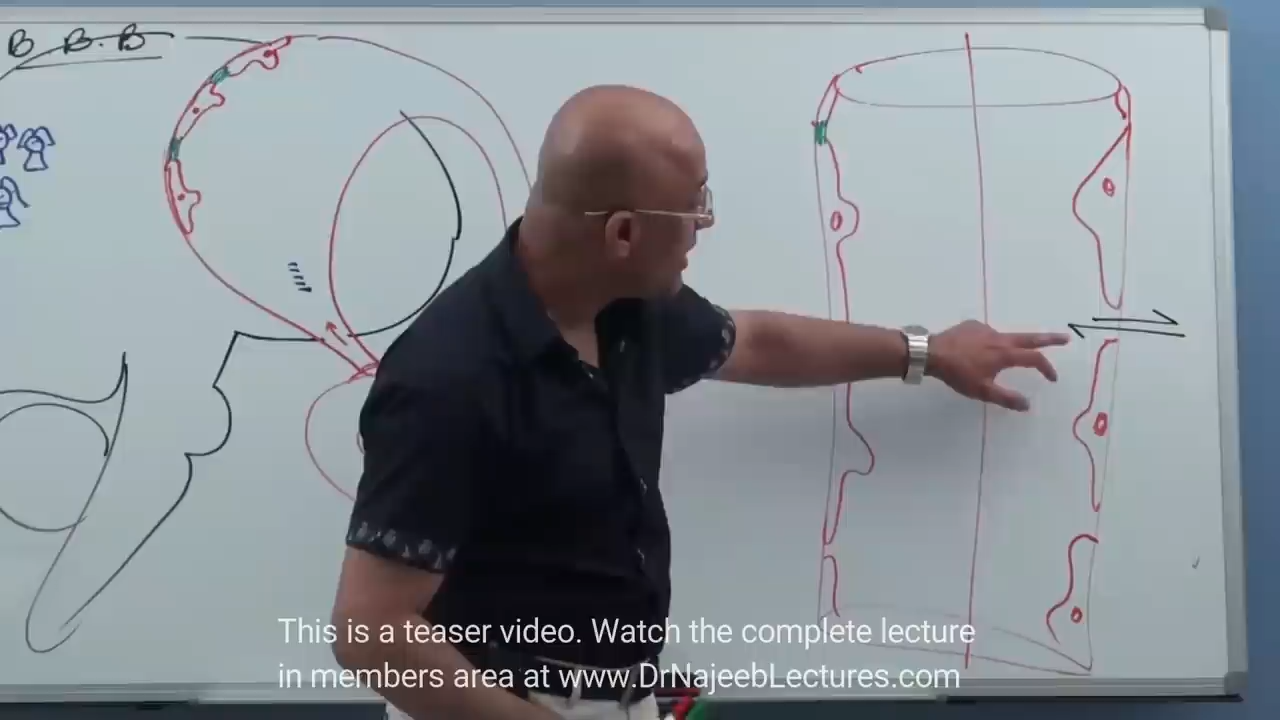 B. B. B
This is a teaser video. Watch the complete lecture
in members area at www.DrNajeebLectures.com